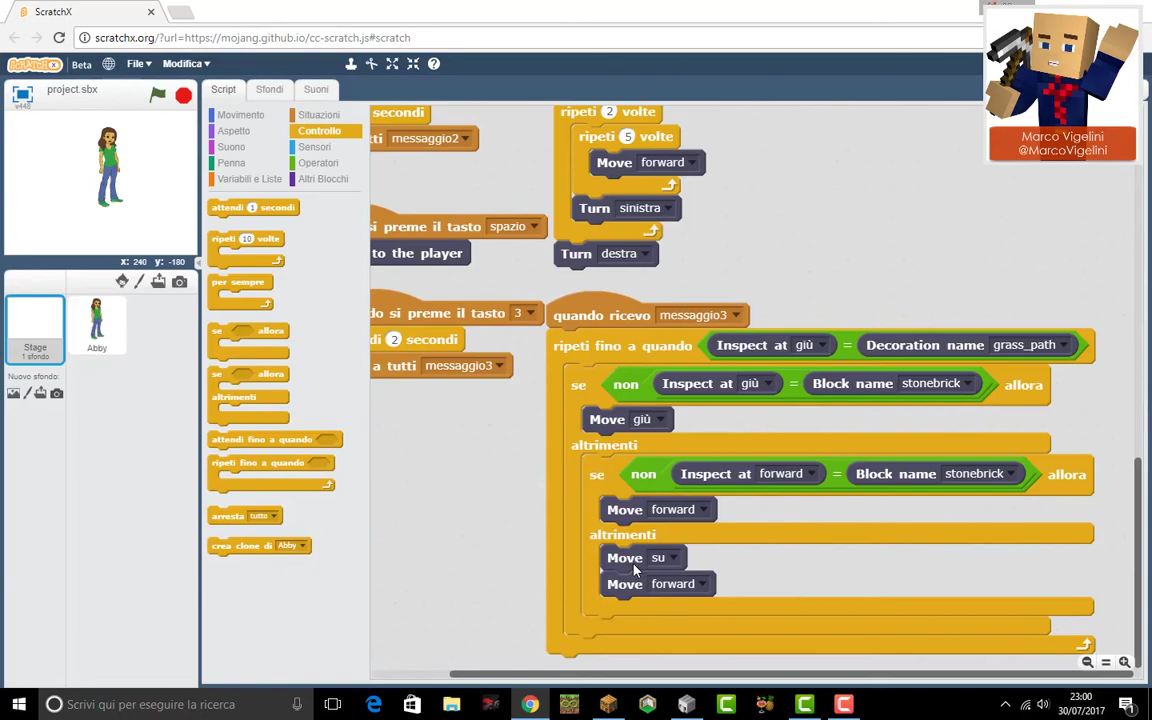 ScratchX
scratchx.org/?url=https://mojang.github.io/cc-scratch.js#scratch
SCRATCHX Beta File Modifica
project.sbx
v448
x: 240 y: -180
Stage
1 sfondo
Abby
Nuovo sfondo:
Script Sfondi Suoni
Movimento Situazioni
Aspetto Controllo
Suono Sensori
Penna Operatori
Variabili e Liste Altri Blocchi
attendi 1 secondi
ripeti 10 volte
per sempre
se allora
se allora
altrimenti
attendi fino a quando
ripeti fino a quando
arresta tutto
crea clone di Abby
secondi
tti messaggio2
si preme il tasto spazio
to the player
do si preme il tasto 3
di 2 secondi
a tutti messaggio3
ripeti 2 volte
ripeti 5 volte
Move forward
Turn sinistra
Turn destra
quando ricevo messaggio3
ripeti fino a quando Inspect at giù = Decoration name grass_path
se non Inspect at giù = Block name stonebrick allora
Move giù
altrimenti
se non Inspect at forward = Block name stonebrick allora
Move forward
altrimenti
Move su
Move forward
Marco Vigelini
@MarcoVigelini
Scrivi qui per eseguire la ricerca
23:00
30/07/2017